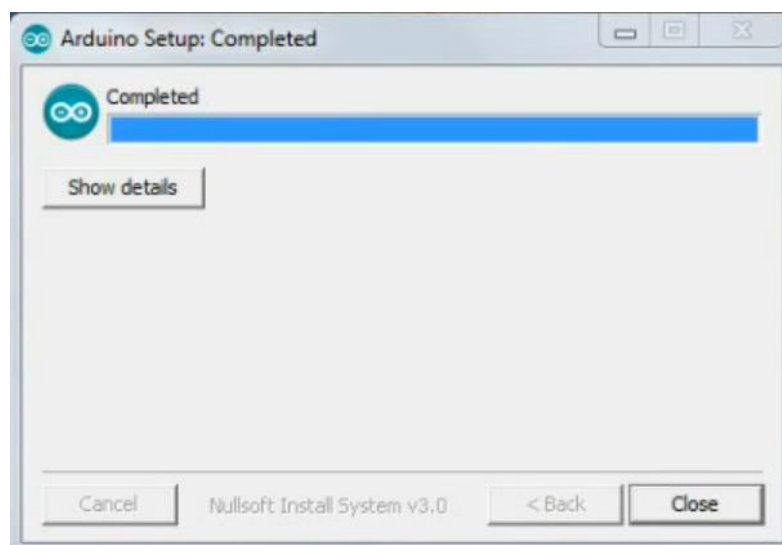 Arduino Setup: Completed
Completed
Show details
Cancel Nullsoft Install System v3.0 < Back Close